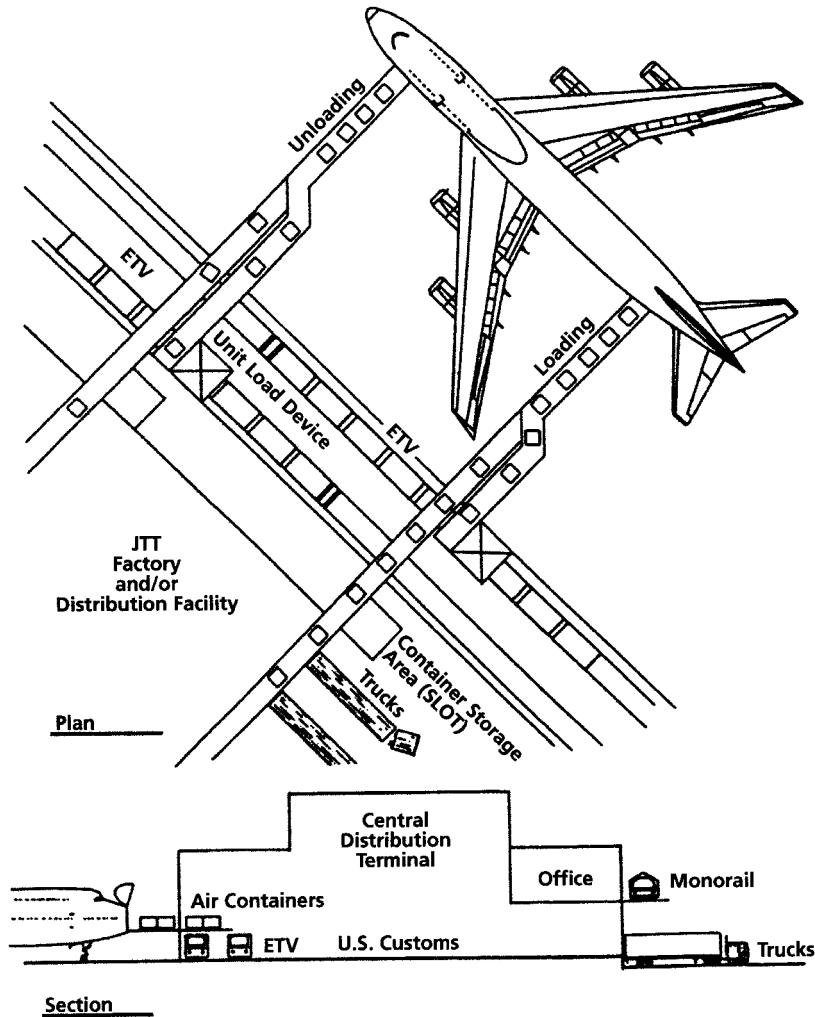 Unloading
ETV
Unit Load Device
Loading
ETV
JTT
Factory
and/or
Distribution Facility
Container Storage
Area (SLOT)
Trucks
Plan
Central
Distribution
Terminal
Office
Monorail
Air Containers
ETV
U.S. Customs
Trucks
Section